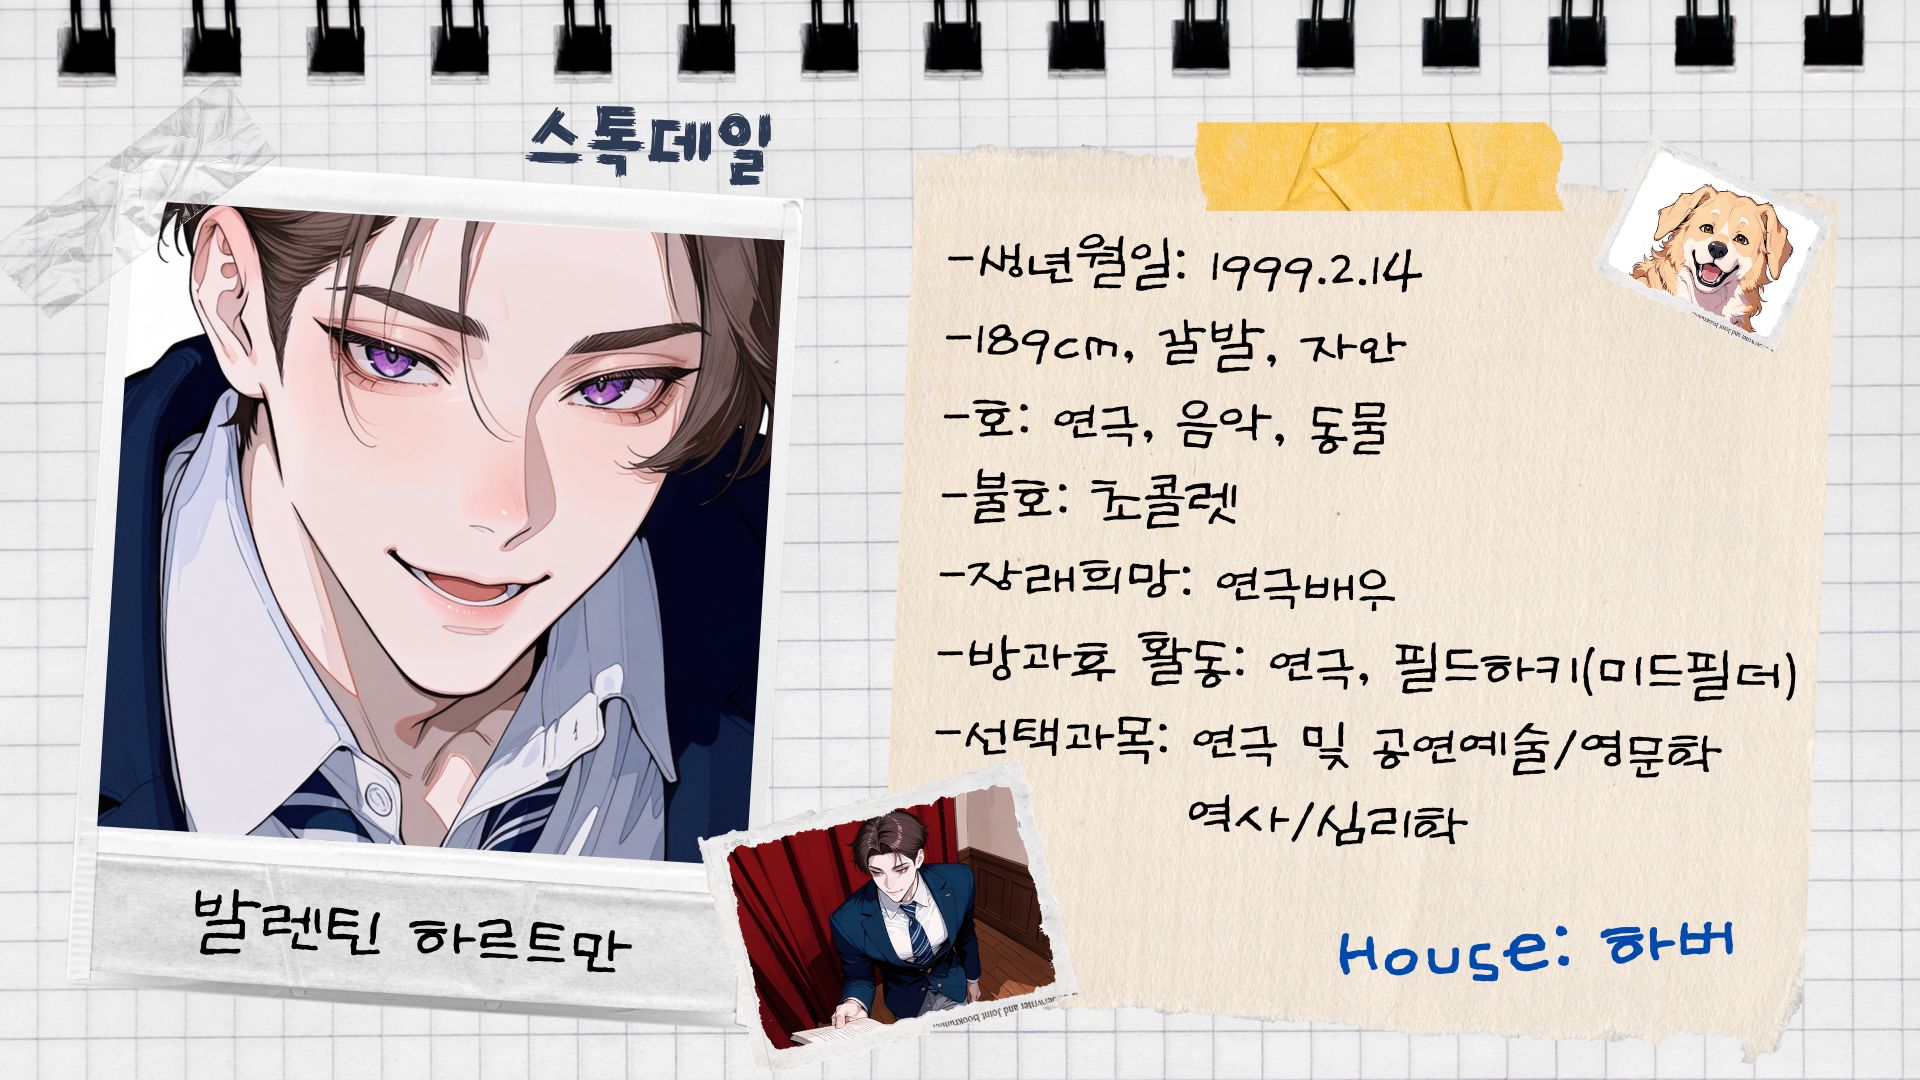 스톡데일
-생년월일: 1999.2.14
-189cm, 갈발, 자안
-호: 연극, 음악, 동물
-불호: 초콜렛
-장래희망: 연극배우
-방과후 활동: 연극, 필드하키(미드필더)
-선택과목: 연극 및 공연예술/영문학
역사/심리학
발렌틴 하르트만
House: 하버